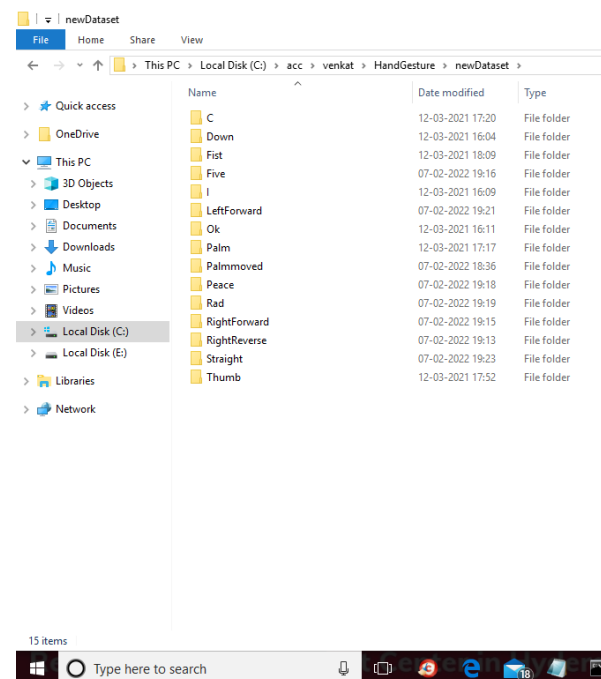 newDataset
File Home Share View
This PC > Local Disk (C:) > acc > venkat > HandGesture > newDataset >
Quick access
OneDrive
This PC
3D Objects
Desktop
Documents
Downloads
Music
Pictures
Videos
Local Disk (C:)
Local Disk (E:)
Libraries
Network
Name Date modified Type
C 12-03-2021 17:20 File folder
Down 12-03-2021 16:04 File folder
Fist 12-03-2021 18:09 File folder
Five 07-02-2022 19:16 File folder
I 12-03-2021 16:09 File folder
LeftForward 07-02-2022 19:21 File folder
Ok 12-03-2021 16:11 File folder
Palm 12-03-2021 17:17 File folder
Palmmoved 07-02-2022 18:36 File folder
Peace 07-02-2022 19:18 File folder
Rad 07-02-2022 19:19 File folder
RightForward 07-02-2022 19:15 File folder
RightReverse 07-02-2022 19:13 File folder
Straight 07-02-2022 19:23 File folder
Thumb 12-03-2021 17:52 File folder
15 items
Type here to search
18